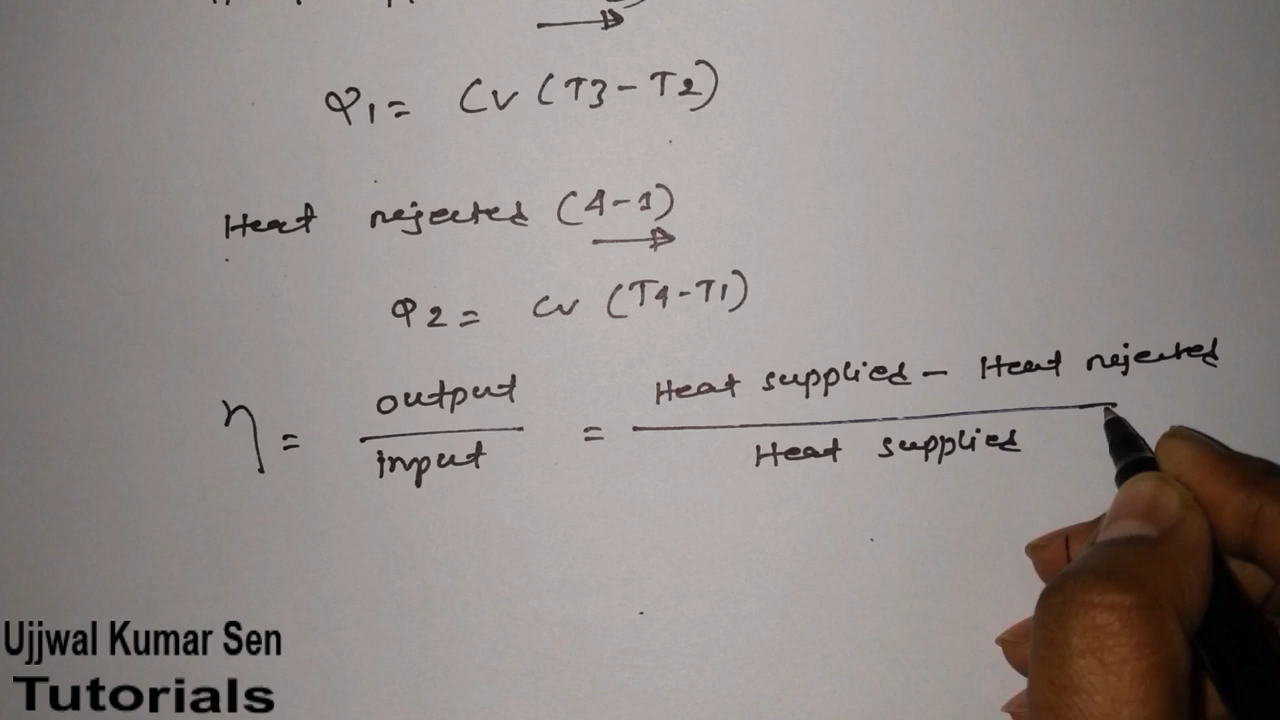 Q1 = Cv (T3 - T2)
Heat rejected (4-1)
Q2 = Cv (T4 - T1)
η = output / input = Heat supplied - Heat rejected / Heat supplied
Ujjwal Kumar Sen
Tutorials